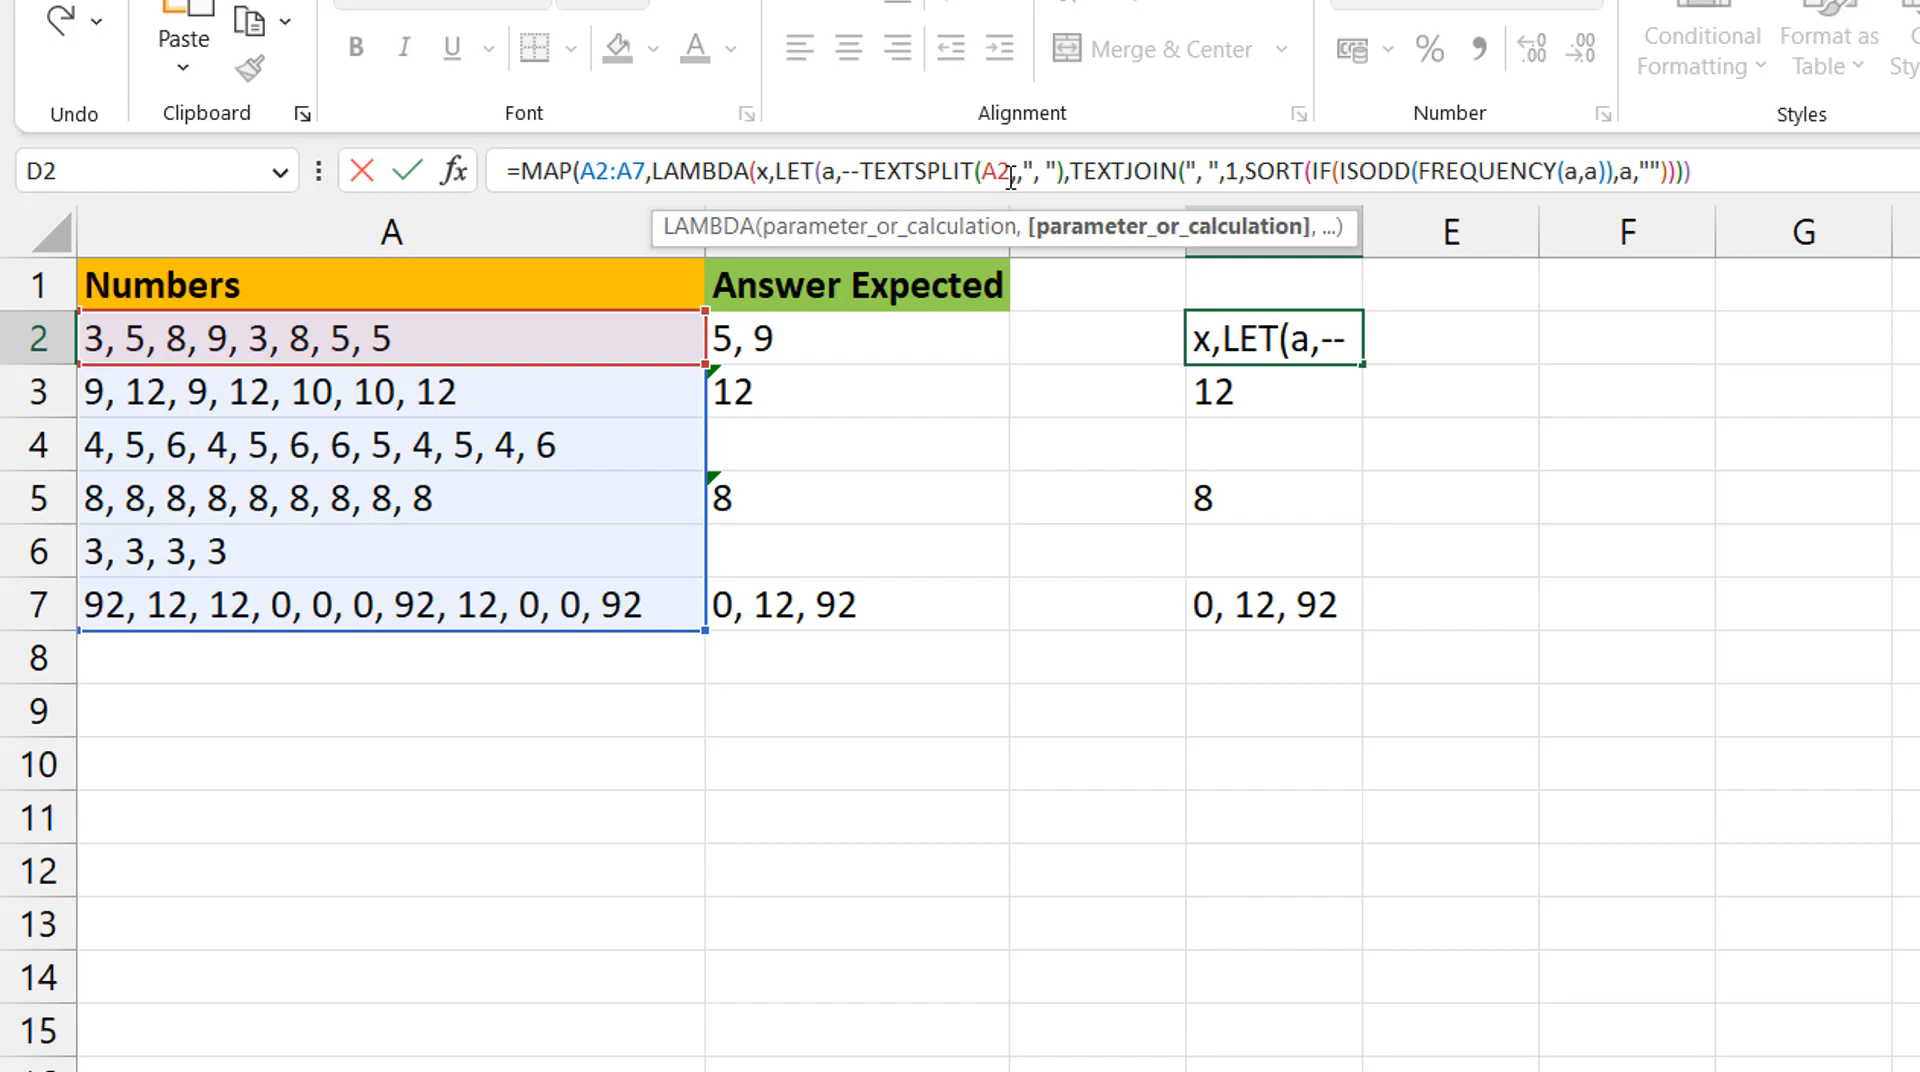 Paste
Conditional
Formatting
Format as
Table
C
Sty
B I U A
Merge & Center
% 9 .00 .00
Undo
Clipboard
Font
Alignment
Number
Styles
D2
fx
=MAP(A2:A7,LAMBDA(x,LET(a,--TEXTSPLIT(A2,,", "),TEXTJOIN(", ",1,SORT(IF(ISODD(FREQUENCY(a,a)),a,""))))
LAMBDA(parameter_or_calculation, [parameter_or_calculation], ...)
A E F G
1 Numbers Answer Expected
2 3, 5, 8, 9, 3, 8, 5, 5 5, 9 x,LET(a,--
3 9, 12, 9, 12, 10, 10, 12 12 12
4 4, 5, 6, 4, 5, 6, 6, 5, 4, 5, 4, 6
5 8, 8, 8, 8, 8, 8, 8, 8, 8 8 8
6 3, 3, 3, 3
7 92, 12, 12, 0, 0, 0, 92, 12, 0, 0, 92 0, 12, 92 0, 12, 92
8
9
10
11
12
13
14
15